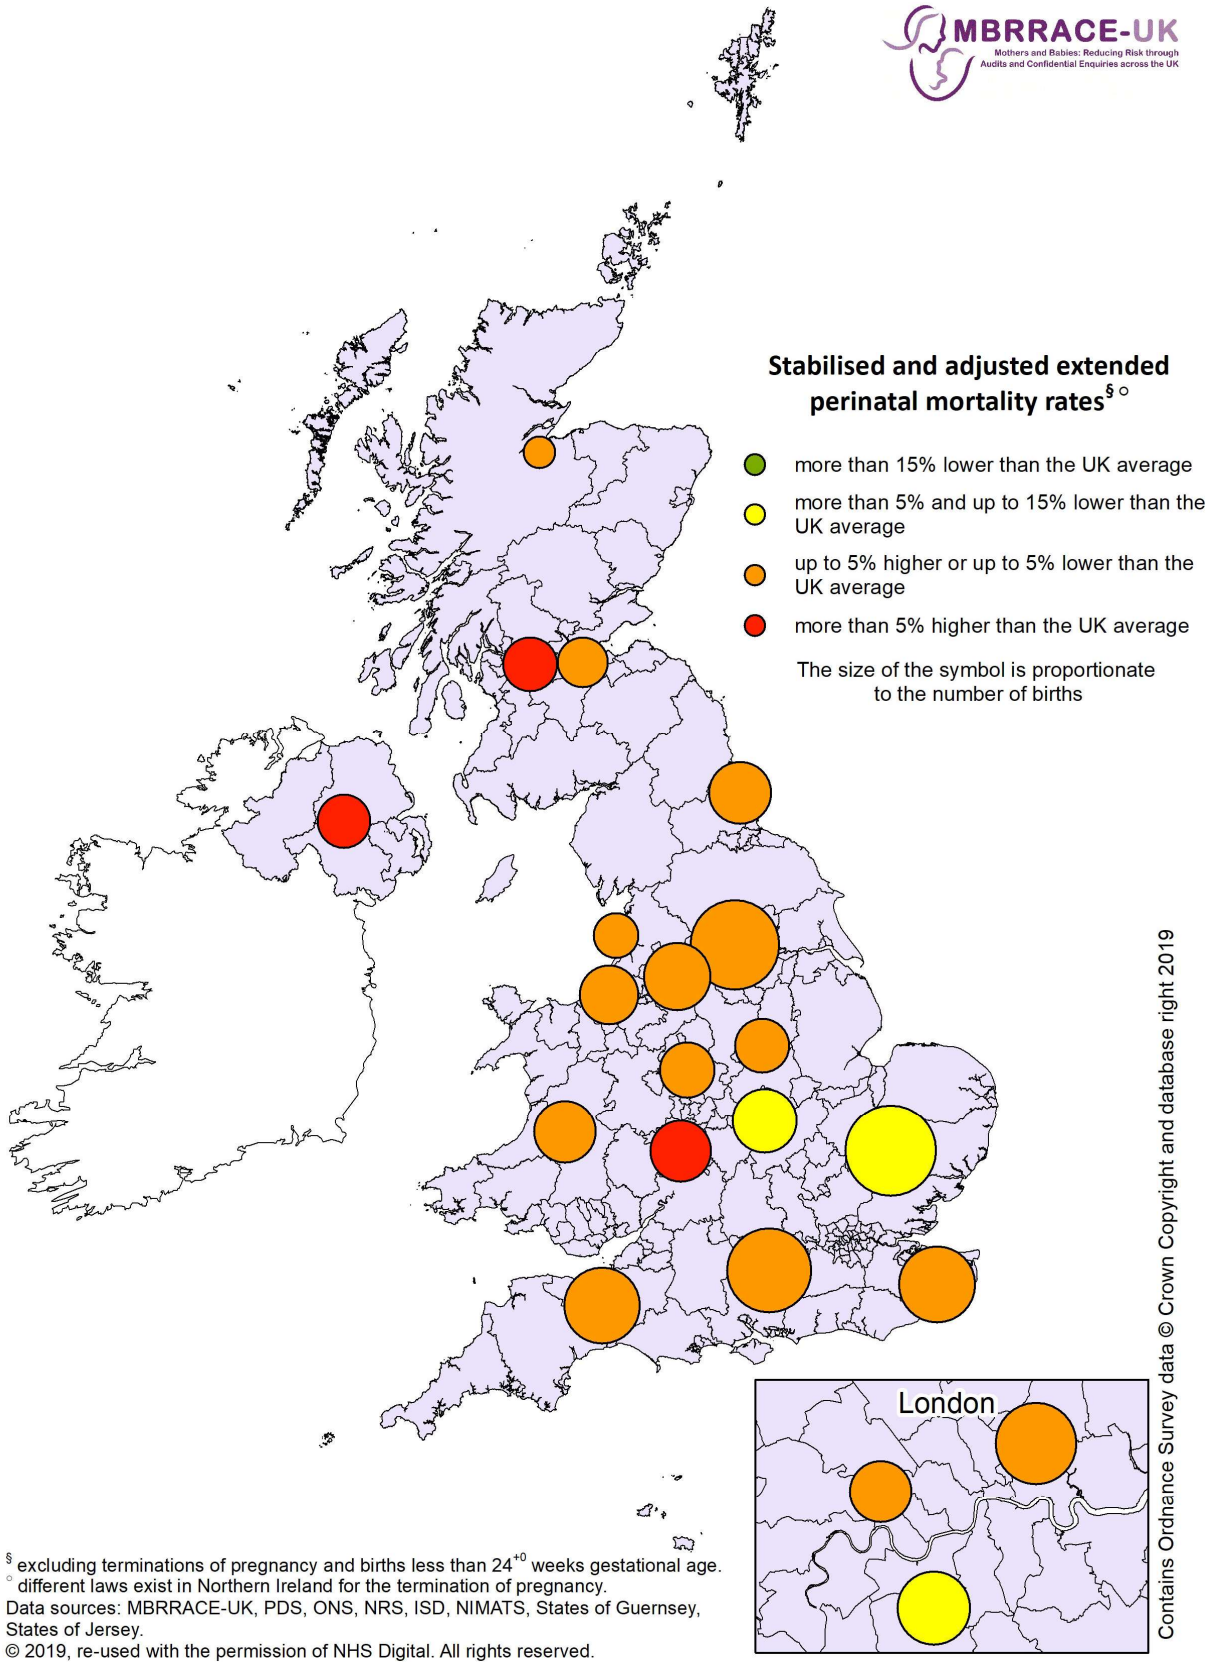 MBRRACE-UK
Mothers and Babies: Reducing Risk through
Audits and Confidential Enquiries across the UK
Stabilised and adjusted extended
perinatal mortality rates§ °
more than 15% lower than the UK average
more than 5% and up to 15% lower than the
UK average
up to 5% higher or up to 5% lower than the
UK average
more than 5% higher than the UK average
The size of the symbol is proportionate
to the number of births
London
Contains Ordnance Survey data © Crown Copyright and database right 2019
§ excluding terminations of pregnancy and births less than 24+0 weeks gestational age.
° different laws exist in Northern Ireland for the termination of pregnancy.
Data sources: MBRRACE-UK, PDS, ONS, NRS, ISD, NIMATS, States of Guernsey,
States of Jersey.
© 2019, re-used with the permission of NHS Digital. All rights reserved.